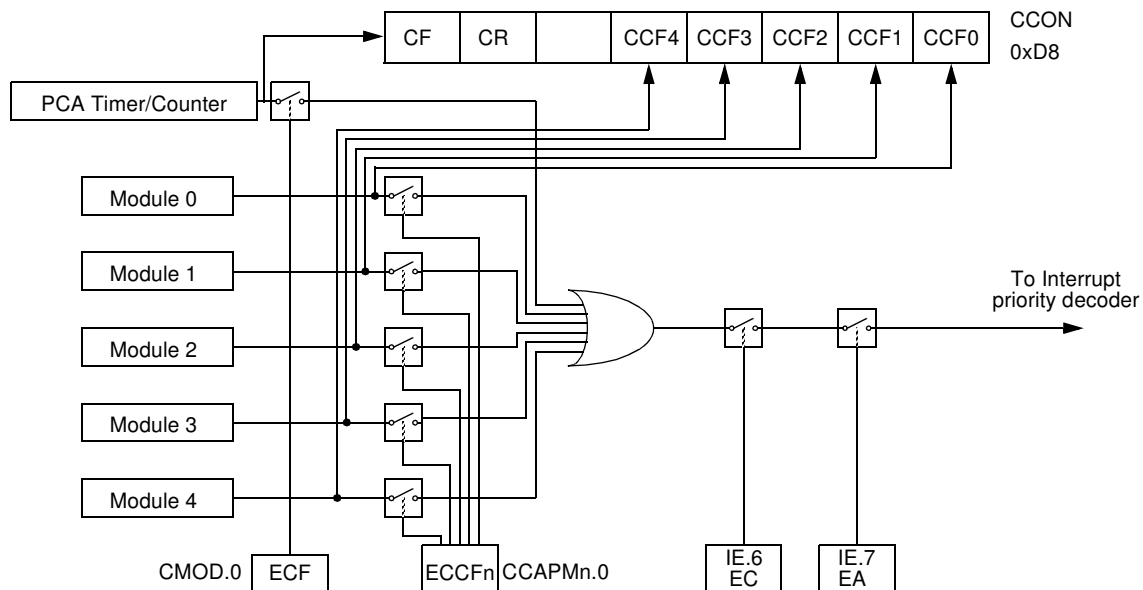 CF CR CCF4 CCF3 CCF2 CCF1 CCF0
CCON
0xD8
PCA Timer/Counter
Module 0
Module 1
Module 2
Module 3
Module 4
To Interrupt
priority decoder
CMOD.0 ECF
ECCFn CCAPMn.0
IE.6
EC
IE.7
EA